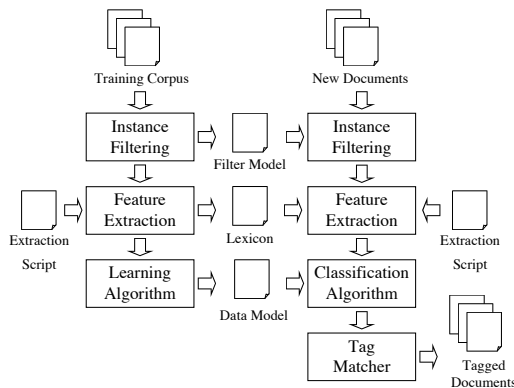 Training Corpus
New Documents
Instance
Filtering
Filter Model
Instance
Filtering
Extraction
Script
Feature
Extraction
Lexicon
Feature
Extraction
Extraction
Script
Learning
Algorithm
Data Model
Classification
Algorithm
Tag
Matcher
Tagged
Documents